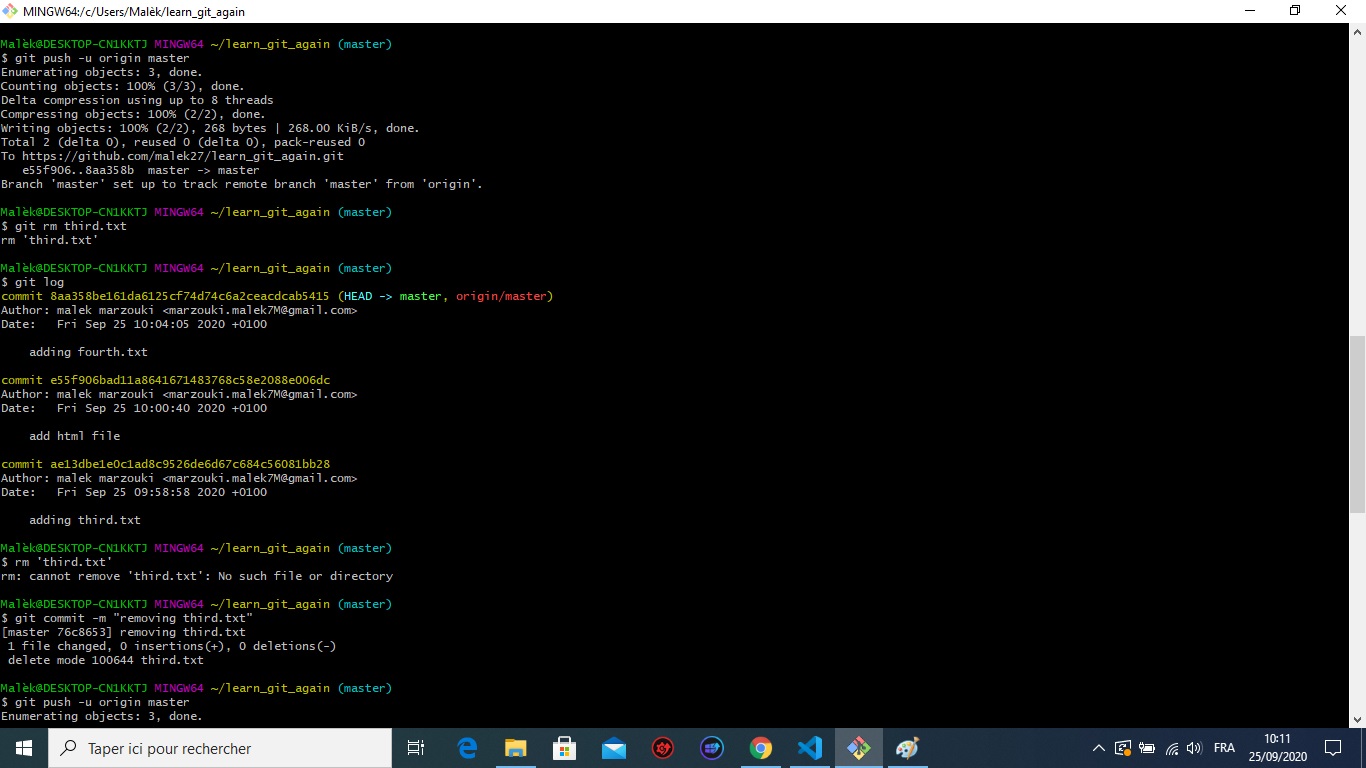 MINGW64:/c/Users/Malèk/learn_git_again
Malèk@DESKTOP-CN1KKTJ MINGW64 ~/learn_git_again (master)
$ git push -u origin master
Enumerating objects: 3, done.
Counting objects: 100% (3/3), done.
Delta compression using up to 8 threads
Compressing objects: 100% (2/2), done.
Writing objects: 100% (2/2), 268 bytes | 268.00 KiB/s, done.
Total 2 (delta 0), reused 0 (delta 0), pack-reused 0
To https://github.com/malek27/learn_git_again.git
   e55f906..8aa358b  master -> master
Branch 'master' set up to track remote branch 'master' from 'origin'.
Malèk@DESKTOP-CN1KKTJ MINGW64 ~/learn_git_again (master)
$ git rm third.txt
rm 'third.txt'
Malèk@DESKTOP-CN1KKTJ MINGW64 ~/learn_git_again (master)
$ git log
commit 8aa358be161da6125cf74d74c6a2ceacdcab5415 (HEAD -> master, origin/master)
Author: malek marzouki <marzouki.malek7M@gmail.com>
Date:   Fri Sep 25 10:04:05 2020 +0100
    adding fourth.txt
commit e55f906bad11a8641671483768c58e2088e006dc
Author: malek marzouki <marzouki.malek7M@gmail.com>
Date:   Fri Sep 25 10:00:40 2020 +0100
    add html file
commit ae13dbe1e0c1ad8c9526de6d67c684c56081bb28
Author: malek marzouki <marzouki.malek7M@gmail.com>
Date:   Fri Sep 25 09:58:58 2020 +0100
    adding third.txt
Malèk@DESKTOP-CN1KKTJ MINGW64 ~/learn_git_again (master)
$ rm 'third.txt'
rm: cannot remove 'third.txt': No such file or directory
Malèk@DESKTOP-CN1KKTJ MINGW64 ~/learn_git_again (master)
$ git commit -m "removing third.txt"
[master 76c8653] removing third.txt
 1 file changed, 0 insertions(+), 0 deletions(-)
 delete mode 100644 third.txt
Malèk@DESKTOP-CN1KKTJ MINGW64 ~/learn_git_again (master)
$ git push -u origin master
Enumerating objects: 3, done.
Taper ici pour rechercher
FRA
10:11
25/09/2020